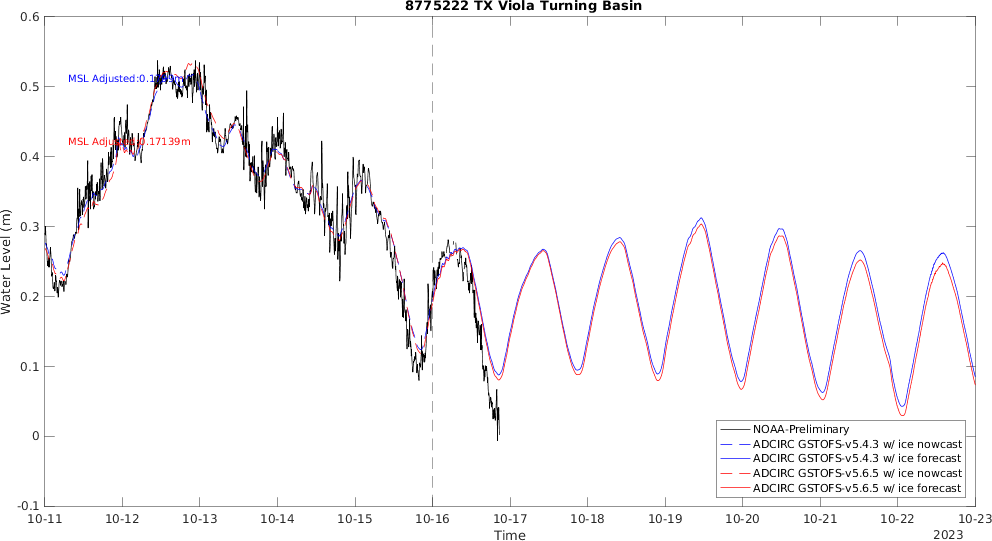 8775222 TX Viola Turning Basin
0.6
0.5
0.4
0.3
0.2
0.1
0
-0.1
Water Level (m)
MSL Adjusted:0.1
MSL 0.17139m
10-11 10-12 10-13 10-14 10-15 10-16 10-17 10-18 10-19 10-20 10-21 10-22 10-23
Time
2023
NOAA-Preliminary
ADCIRC GSTOFS-v5.4.3 w/ ice nowcast
ADCIRC GSTOFS-v5.4.3 w/ ice forecast
ADCIRC GSTOFS-v5.6.5 w/ ice nowcast
ADCIRC GSTOFS-v5.6.5 w/ ice forecast